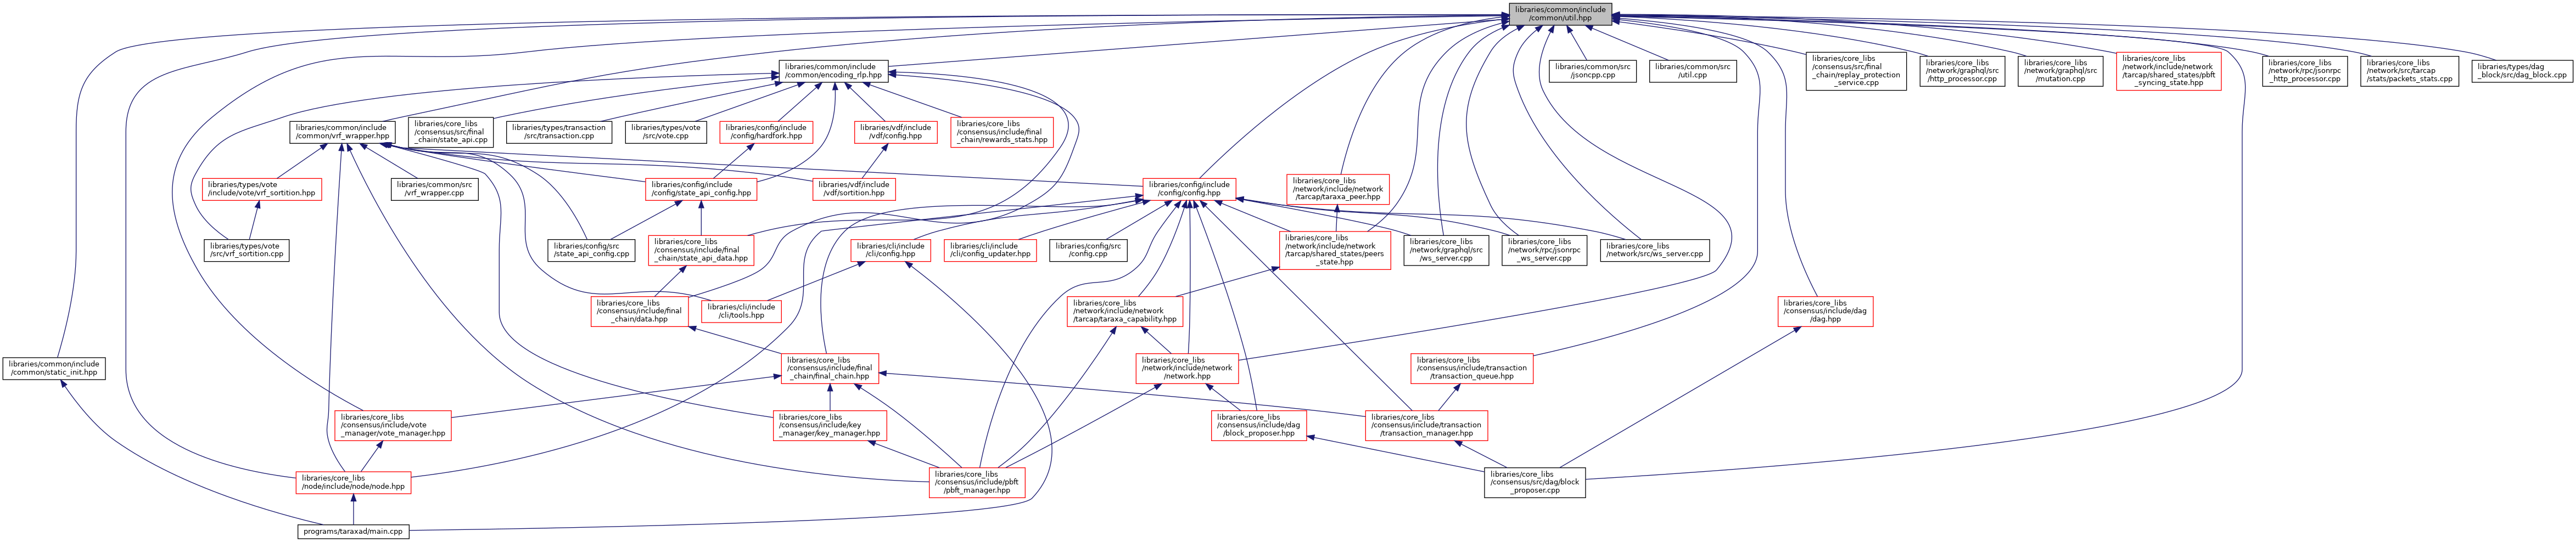 libraries/common/include
/common/util.hpp
libraries/common/include
/common/encoding_rlp.hpp
libraries/common/src
/jsoncpp.cpp
libraries/common/src
/util.cpp
libraries/core_libs
/consensus/src/final
_chain/replay_protection
_service.cpp
libraries/core_libs
/network/graphql/src
/http_processor.cpp
libraries/core_libs
/network/graphql/src
/mutation.cpp
libraries/core_libs
/network/include/network
/tarcap/shared_states/pbft
_syncing_state.hpp
libraries/core_libs
/network/rpc/jsonrpc
_http_processor.cpp
libraries/core_libs
/network/src/tarcap
/stats/packets_stats.cpp
libraries/types/dag
_block/src/dag_block.cpp
libraries/common/include
/common/vrf_wrapper.hpp
libraries/core_libs
/consensus/src/final
_chain/state_api.cpp
libraries/types/transaction
/src/transaction.cpp
libraries/types/vote
/src/vote.cpp
libraries/config/include
/config/hardfork.hpp
libraries/vdf/include
/vdf/config.hpp
libraries/core_libs
/consensus/include/final
_chain/rewards_stats.hpp
libraries/types/vote
/include/vote/vrf_sortition.hpp
libraries/common/src
/vrf_wrapper.cpp
libraries/config/include
/config/state_api_config.hpp
libraries/vdf/include
/vdf/sortition.hpp
libraries/config/include
/config/config.hpp
libraries/core_libs
/network/include/network
/tarcap/taraxa_peer.hpp
libraries/types/vote
/src/vrf_sortition.cpp
libraries/config/src
/state_api_config.cpp
libraries/core_libs
/consensus/include/final
_chain/state_api_data.hpp
libraries/cli/include
/cli/config.hpp
libraries/cli/include
/cli/config_updater.hpp
libraries/config/src
/config.cpp
libraries/core_libs
/network/include/network
/tarcap/shared_states/peers
_state.hpp
libraries/core_libs
/network/graphql/src
/ws_server.cpp
libraries/core_libs
/network/rpc/jsonrpc
_ws_server.cpp
libraries/core_libs
/network/src/ws_server.cpp
libraries/core_libs
/consensus/include/final
_chain/data.hpp
libraries/cli/include
/cli/tools.hpp
libraries/core_libs
/network/include/network
/tarcap/taraxa_capability.hpp
libraries/core_libs
/consensus/include/dag
/dag.hpp
libraries/common/include
/common/static_init.hpp
libraries/core_libs
/consensus/include/final
_chain/final_chain.hpp
libraries/core_libs
/network/include/network
/network.hpp
libraries/core_libs
/consensus/include/transaction
/transaction_queue.hpp
libraries/core_libs
/consensus/include/vote
_manager/vote_manager.hpp
libraries/core_libs
/consensus/include/key
_manager/key_manager.hpp
libraries/core_libs
/consensus/include/dag
/block_proposer.hpp
libraries/core_libs
/consensus/include/transaction
/transaction_manager.hpp
libraries/core_libs
/node/include/node/node.hpp
libraries/core_libs
/consensus/include/pbft
/pbft_manager.hpp
libraries/core_libs
/consensus/src/dag/block
_proposer.cpp
programs/taraxad/main.cpp